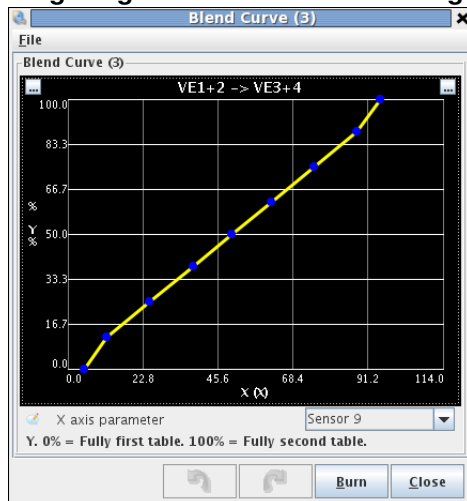 Blend Curve (3)
File
Blend Curve (3)
... VE1+2 -> VE3+4 ...
100.0
83.3
66.7
%
Y 50.0
%
33.3
16.7
0.0
0.0 22.8 45.6 68.4 91.2 114.0
X (X)
X axis parameter Sensor 9
Y. 0% = Fully first table. 100% = Fully second table.
Burn Close